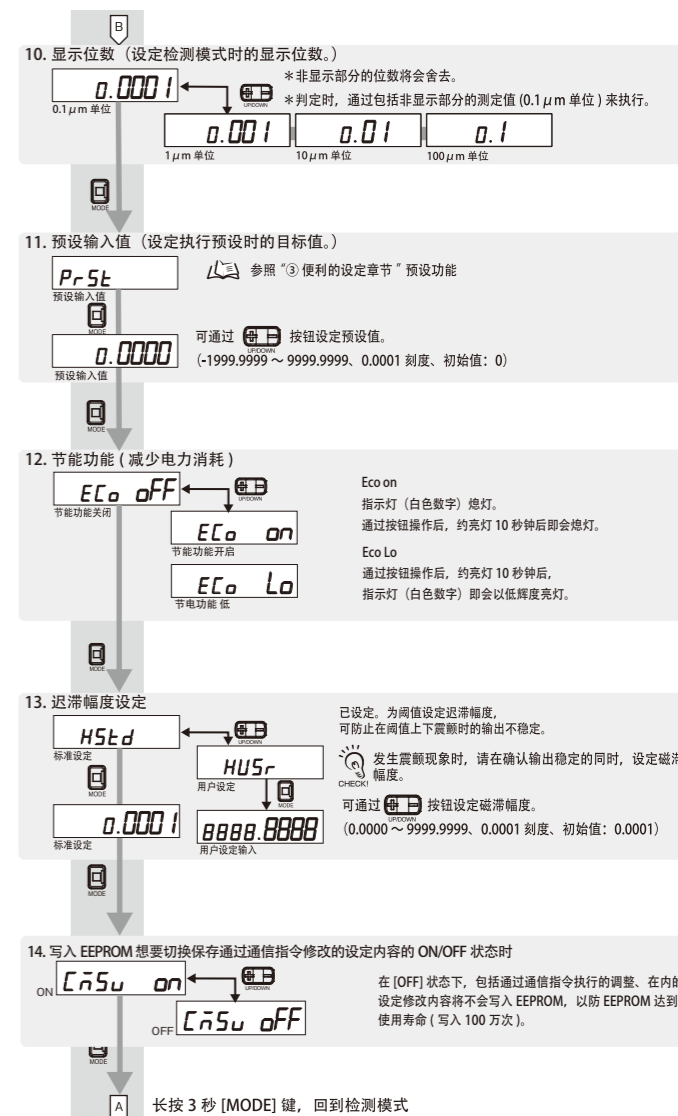 B
10. 显示位数（设定检测模式时的显示位数。）
0.0001
0.1μm 单位
UP/DOWN
＊非显示部分的位数将会舍去。
＊判定时，通过包括非显示部分的测定值 (0.1μm 单位 ) 来执行。
0.001
0.01
0.1
1μm 单位
10μm 单位
100μm 单位
MODE
11. 预设输入值（设定执行预设时的目标值。）
PrSt
预设输入值
参照 “③ 便利的设定章节 ” 预设功能
MODE
0.0000
预设输入值
可通过 UP/DOWN 按钮设定预设值。
（-1999.9999 ～ 9999.9999、0.0001 刻度、初始值：0）
MODE
12. 节能功能 ( 减少电力消耗 )
ECo oFF
节能功能关闭
UP/DOWN
ECo on
节能功能开启
ECo Lo
节电功能 低
Eco on
指示灯（白色数字）熄灯。
通过按钮操作后，约亮灯 10 秒钟后即会熄灯。
Eco Lo
通过按钮操作后，约亮灯 10 秒钟后，
指示灯（白色数字）即会以低辉度亮灯。
MODE
13. 迟滞幅度设定
HStd
标准设定
UP/DOWN
HUSr
用户设定
MODE
MODE
0.0001
标准设定
8888.8888
用户设定输入
已设定。为阈值设定迟滞幅度，
可防止在阈值上下震颤时的输出不稳定。
CHECK!
发生震颤现象时，请在确认输出稳定的同时，设定磁
幅度。
可通过 UP/DOWN 按钮设定磁滞幅度。
（0.0000 ～ 9999.9999、0.0001 刻度、初始值：0.0001）
MODE
14. 写入 EEPROM 想要切换保存通过通信指令修改的设定内容的 ON/OFF 状态时
ON
CmSu on
UP/DOWN
OFF
CmSu oFF
在 [OFF] 状态下，包括通过通信指令执行的调整、在内
设定修改内容将不会写入 EEPROM，以防 EEPROM 达到
使用寿命 ( 写入 100 万次 )。
MODE
A
长按 3 秒 [MODE] 键，回到检测模式